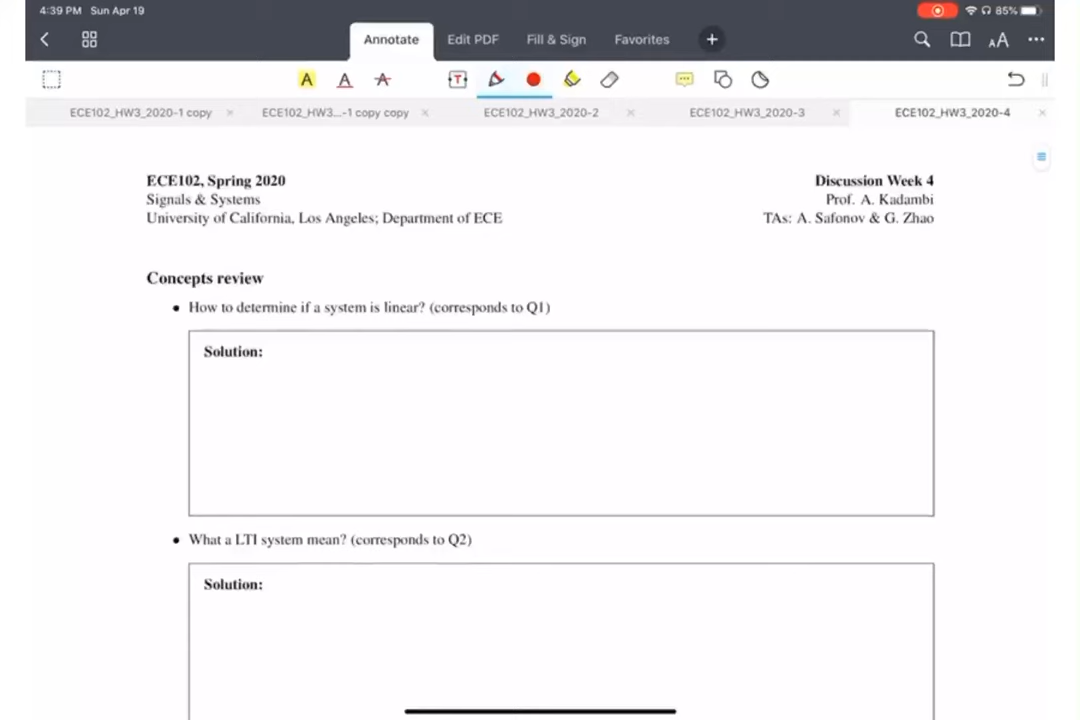 4:39 PM Sun Apr 19
85%
Annotate Edit PDF Fill & Sign Favorites
A A A T AA
ECE102_HW3_2020-1 copy ECE102_HW3...-1 copy copy ECE102_HW3_2020-2 ECE102_HW3_2020-3 ECE102_HW3_2020-4
ECE102, Spring 2020 Discussion Week 4
Signals & Systems Prof. A. Kadambi
University of California, Los Angeles; Department of ECE TAs: A. Safonov & G. Zhao
Concepts review
• How to determine if a system is linear? (corresponds to Q1)
Solution:
• What a LTI system mean? (corresponds to Q2)
Solution: